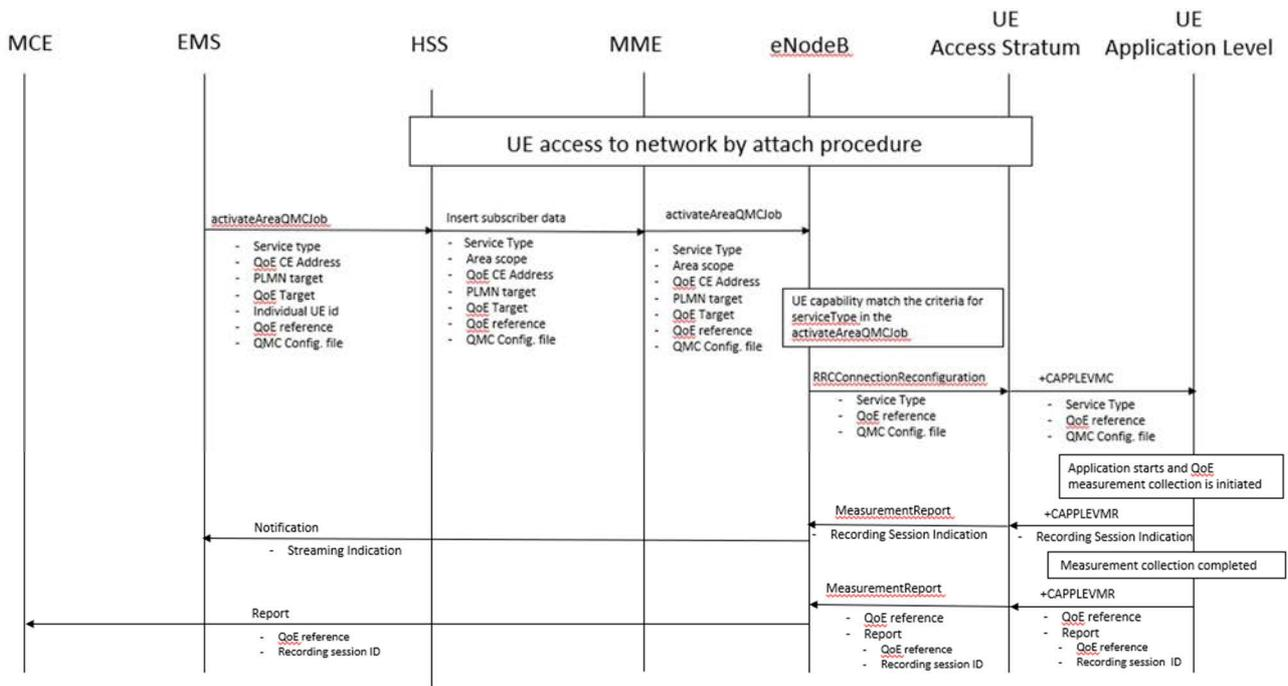 MCE
EMS
HSS
MME
eNodeB
UE
Access Stratum
UE
Application Level
UE access to network by attach procedure
activateAreaQMCJob
- Service type
- QoE CE Address
- PLMN target
- QoE Target
- Individual UE id
- QoE reference
- QMC Config. file
Insert subscriber data
- Service Type
- Area scope
- QoE CE Address
- PLMN target
- QoE Target
- QoE reference
- QMC Config. file
activateAreaQMCJob
- Service Type
- Area scope
- QoE CE Address
- PLMN target
- QoE Target
- QoE reference
- QMC Config. file
UE capability match the criteria for
serviceType in the
activateAreaQMCJob
RRCConnectionReconfiguration
- Service Type
- QoE reference
- QMC Config. file
+CAPPLEVMC
- Service Type
- QoE reference
- QMC Config. file
Application starts and QoE
measurement collection is initiated
+CAPPLEVMR
- Recording Session Indication
MeasurementReport
- Recording Session Indication
Notification
- Streaming Indication
Measurement collection completed
+CAPPLEVMR
- QoE reference
- Report
- QoE reference
- Recording session ID
MeasurementReport
- QoE reference
- Report
- QoE reference
- Recording session ID
Report
- QoE reference
- Recording session ID